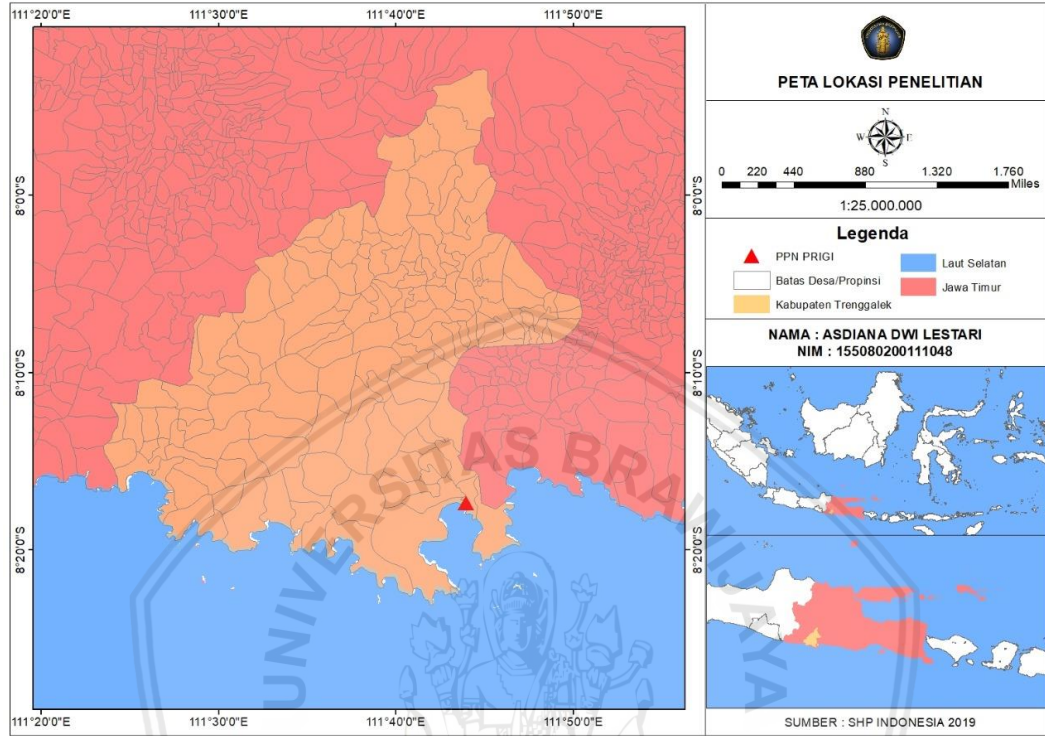 111°20'0"E 111°30'0"E 111°40'0"E 111°50'0"E
8°0'0"S 8°0'0"S
8°10'0"S 8°10'0"S
8°20'0"S 8°20'0"S
111°20'0"E 111°30'0"E 111°40'0"E 111°50'0"E
UNIVERSITAS BRAWIJAYA
PETA LOKASI PENELITIAN
N
W E
S
0 220 440 880 1.320 1.760
Miles
1:25.000.000
Legenda
PPN PRIGI
Batas Desa/Propinsi
Kabupaten Trenggalek
Laut Selatan
Jawa Timur
NAMA : ASDIANA DWI LESTARI
NIM : 155080200111048
SUMBER : SHP INDONESIA 2019